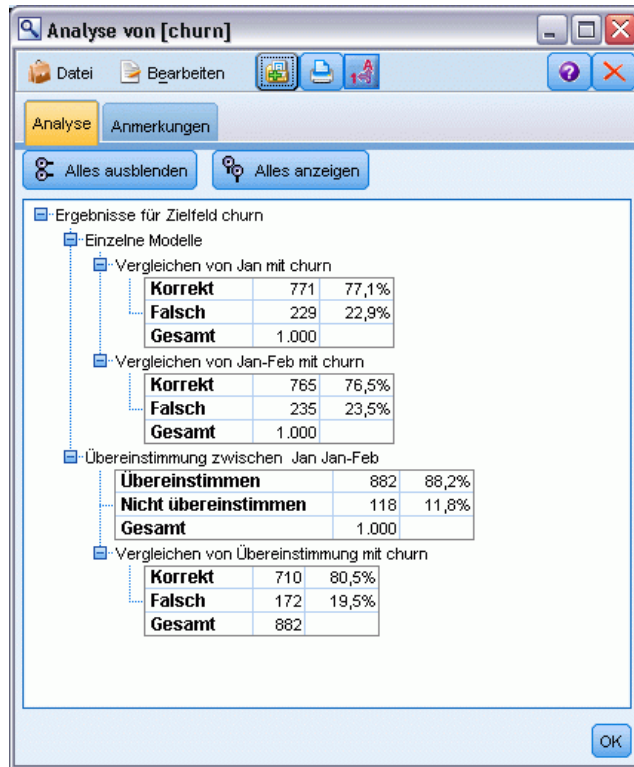 Analyse von [churn]
Datei Bearbeiten
Analyse Anmerkungen
Alles ausblenden Alles anzeigen
Ergebnisse für Zielfeld churn
Einzelne Modelle
Vergleichen von Jan mit churn
Korrekt 771 77,1%
Falsch 229 22,9%
Gesamt 1.000
Vergleichen von Jan-Feb mit churn
Korrekt 765 76,5%
Falsch 235 23,5%
Gesamt 1.000
Übereinstimmung zwischen Jan Jan-Feb
Übereinstimmen 882 88,2%
Nicht übereinstimmen 118 11,8%
Gesamt 1.000
Vergleichen von Übereinstimmung mit churn
Korrekt 710 80,5%
Falsch 172 19,5%
Gesamt 882
OK